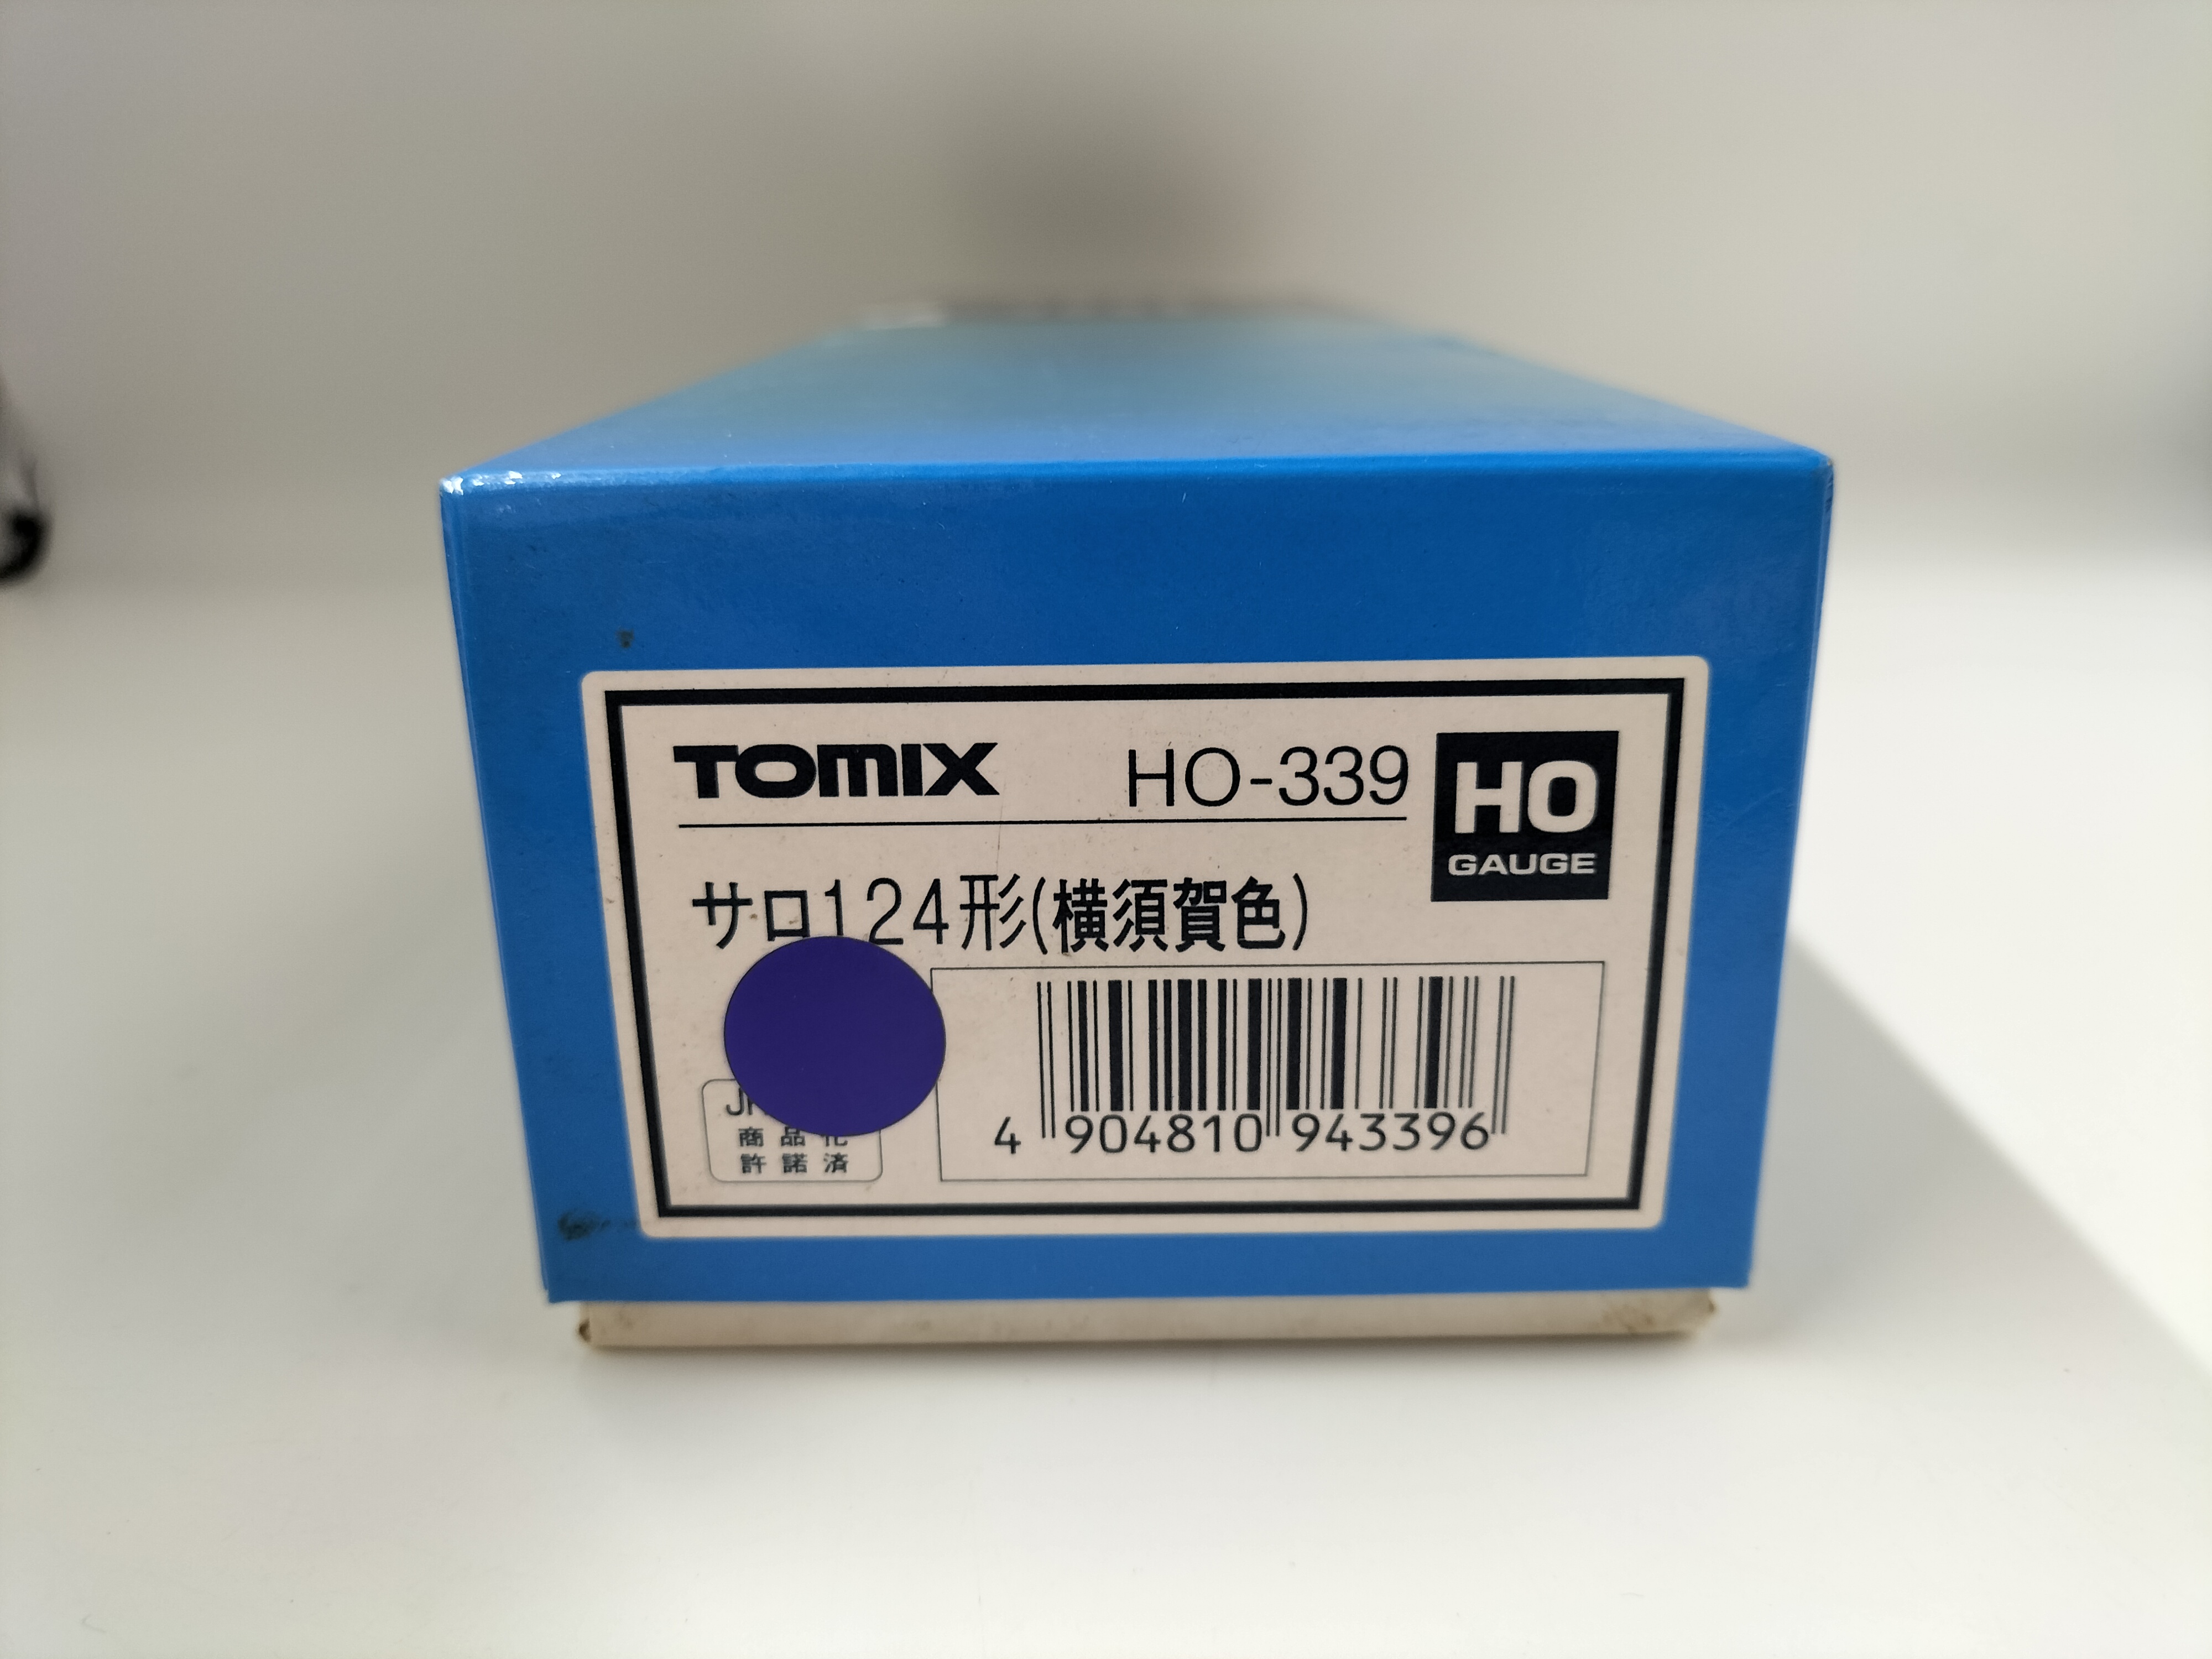 TOMIX HO-339
HO
GAUGE
サロ124形(横須賀色)
商品化
許諾済
4 904810 943396